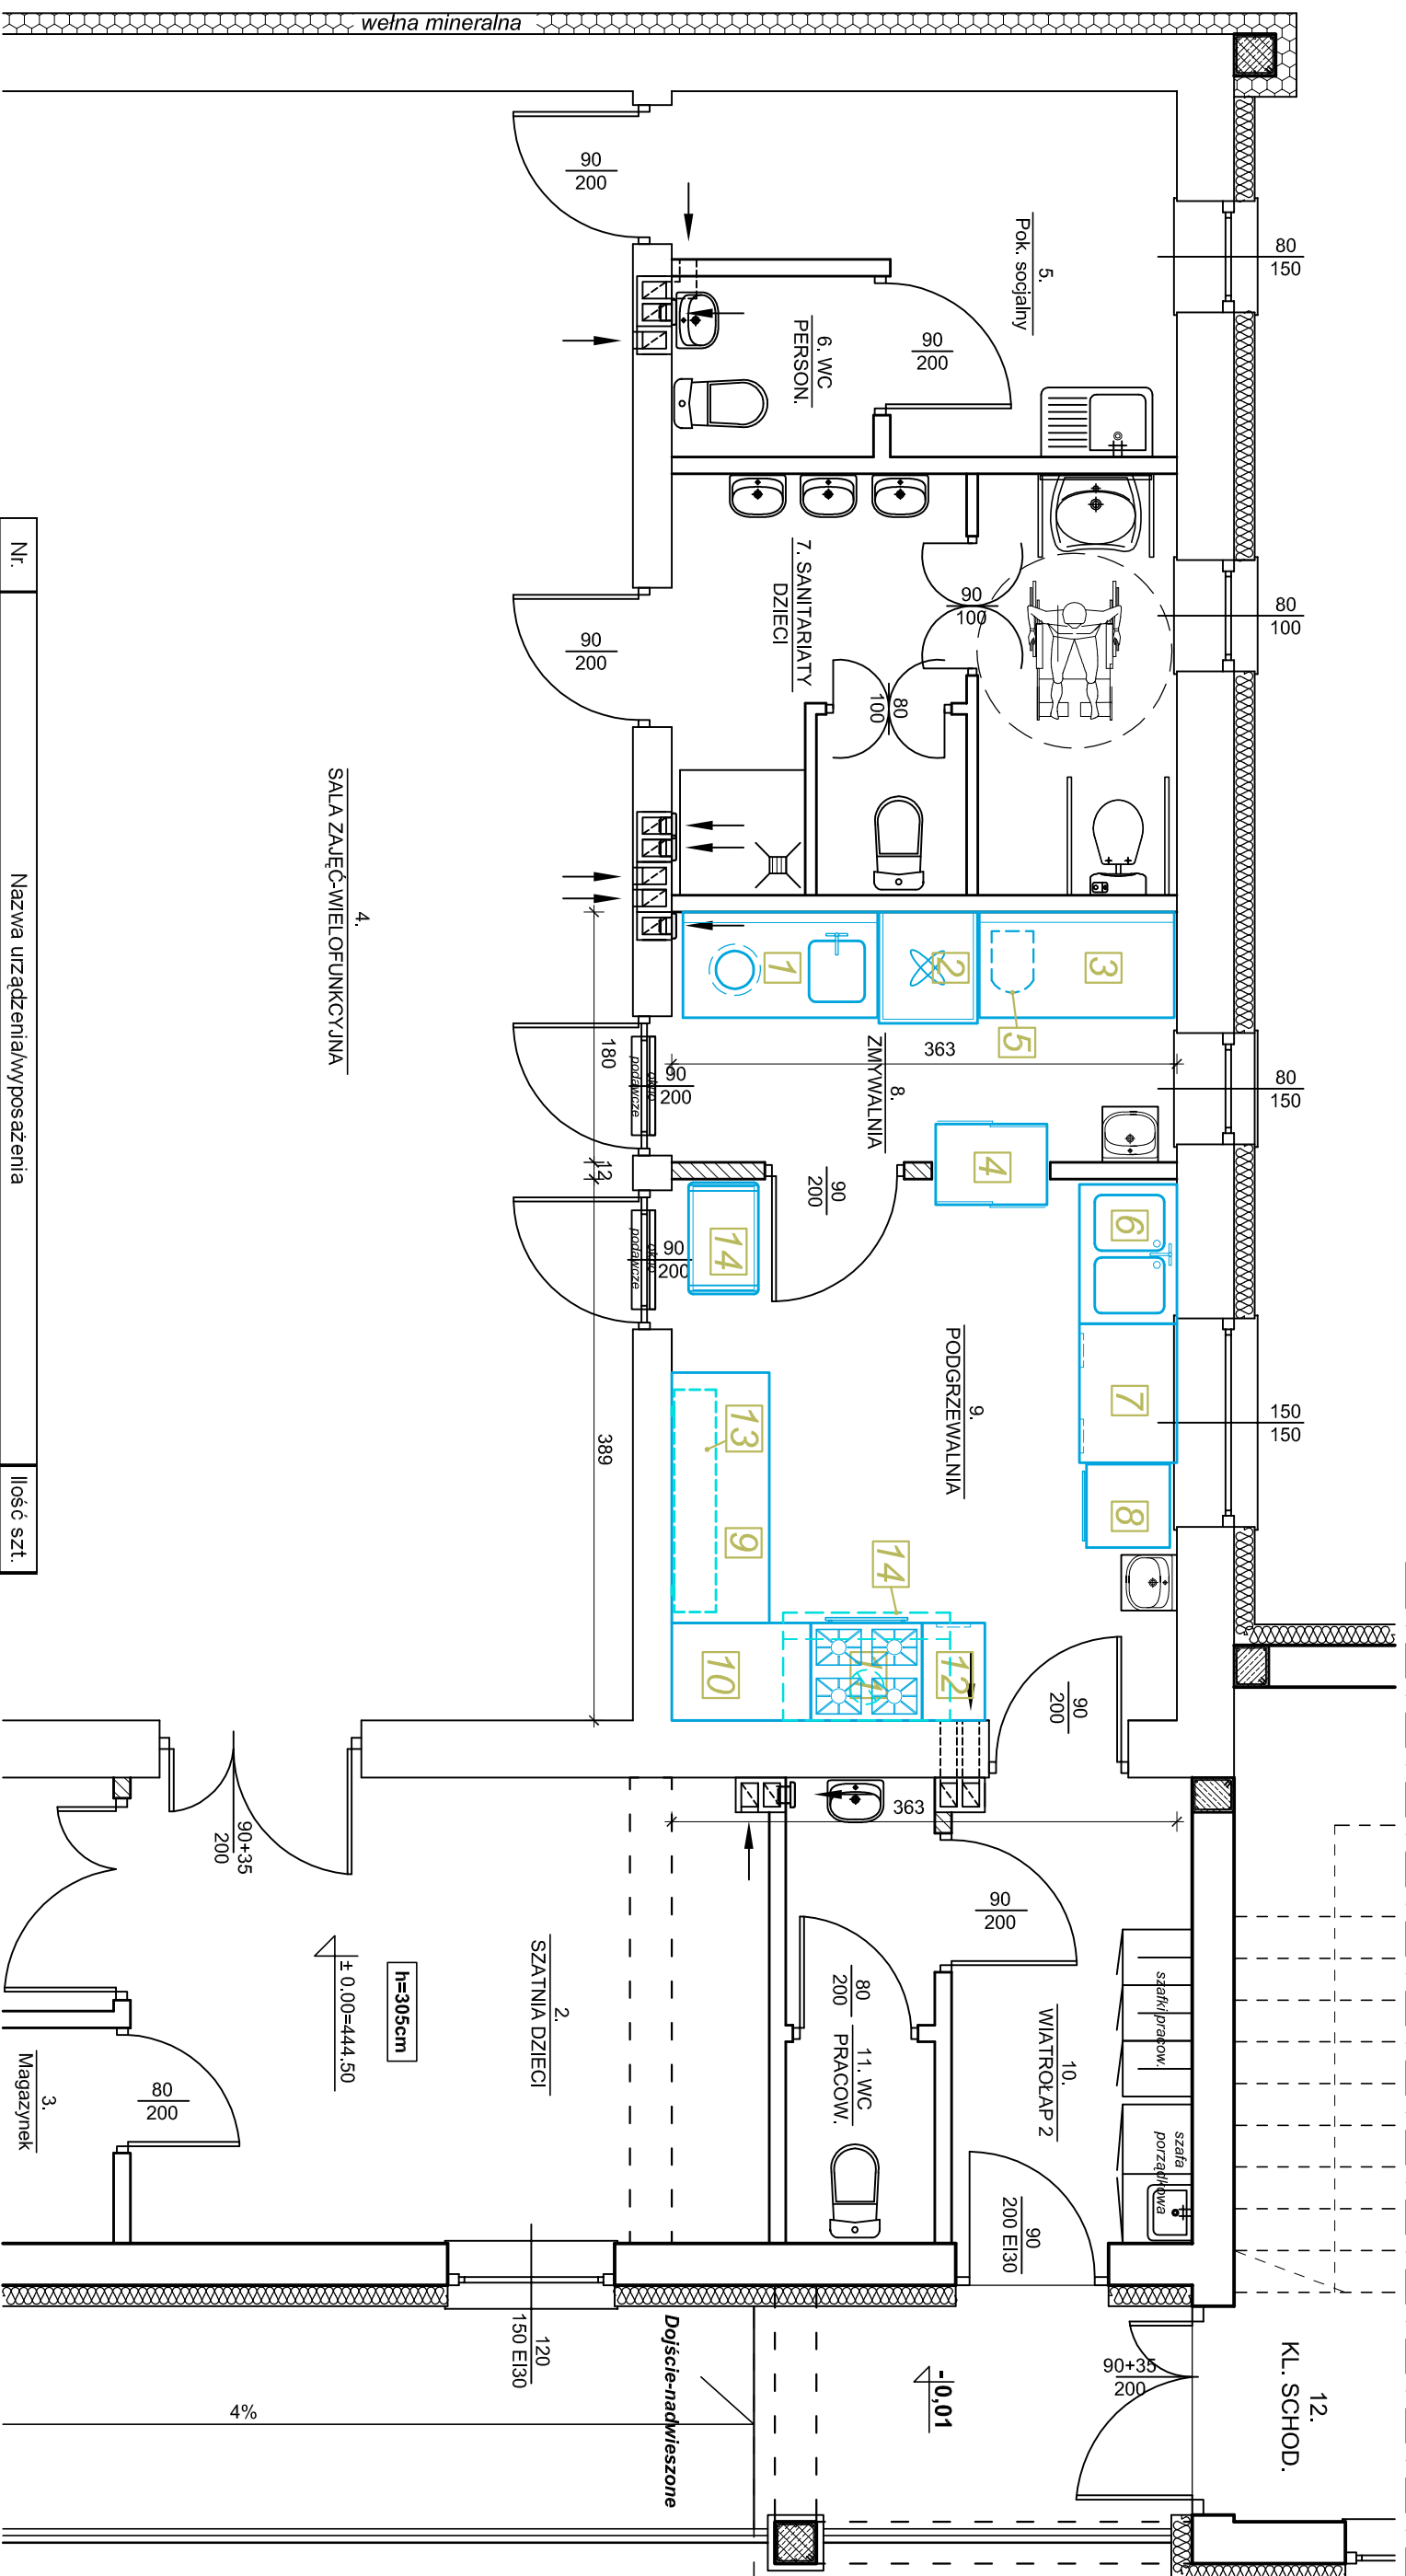 wełna mineralna
80
150
80
100
80
150
150
150
5.
Pok. socjalny
90
200
90
200
6. WC
PERSON.
7. SANITARIATY
DZIECI
90
100
80
100
90
200
4.
SALA ZAJĘĆ-WIELOFUNKCYJNA
1
2
3
5
363
8.
ZMYWALNIA
180
90
200
okno
podawcze
12
4
90
200
14
90
200
okno
podawcze
6
7
8
9.
PODGRZEWALNIA
13
9
389
14
10
11
12
90
200
363
90+35
200
90
200
szafki pracow.
szafa
porządkowa
10.
WIATROŁAP 2
80
200
11. WC
PRACOW.
90
200 EI30
2.
SZATNIA DZIECI
h=305cm
± 0.00=444.50
80
200
3.
Magazynek
120
150 EI30
Dojście-nadwieszone
-0,01
4%
90+35
200
12.
KL. SCHOD.
Nr.
Nazwa urządzenia/wyposażenia
Ilość szt.